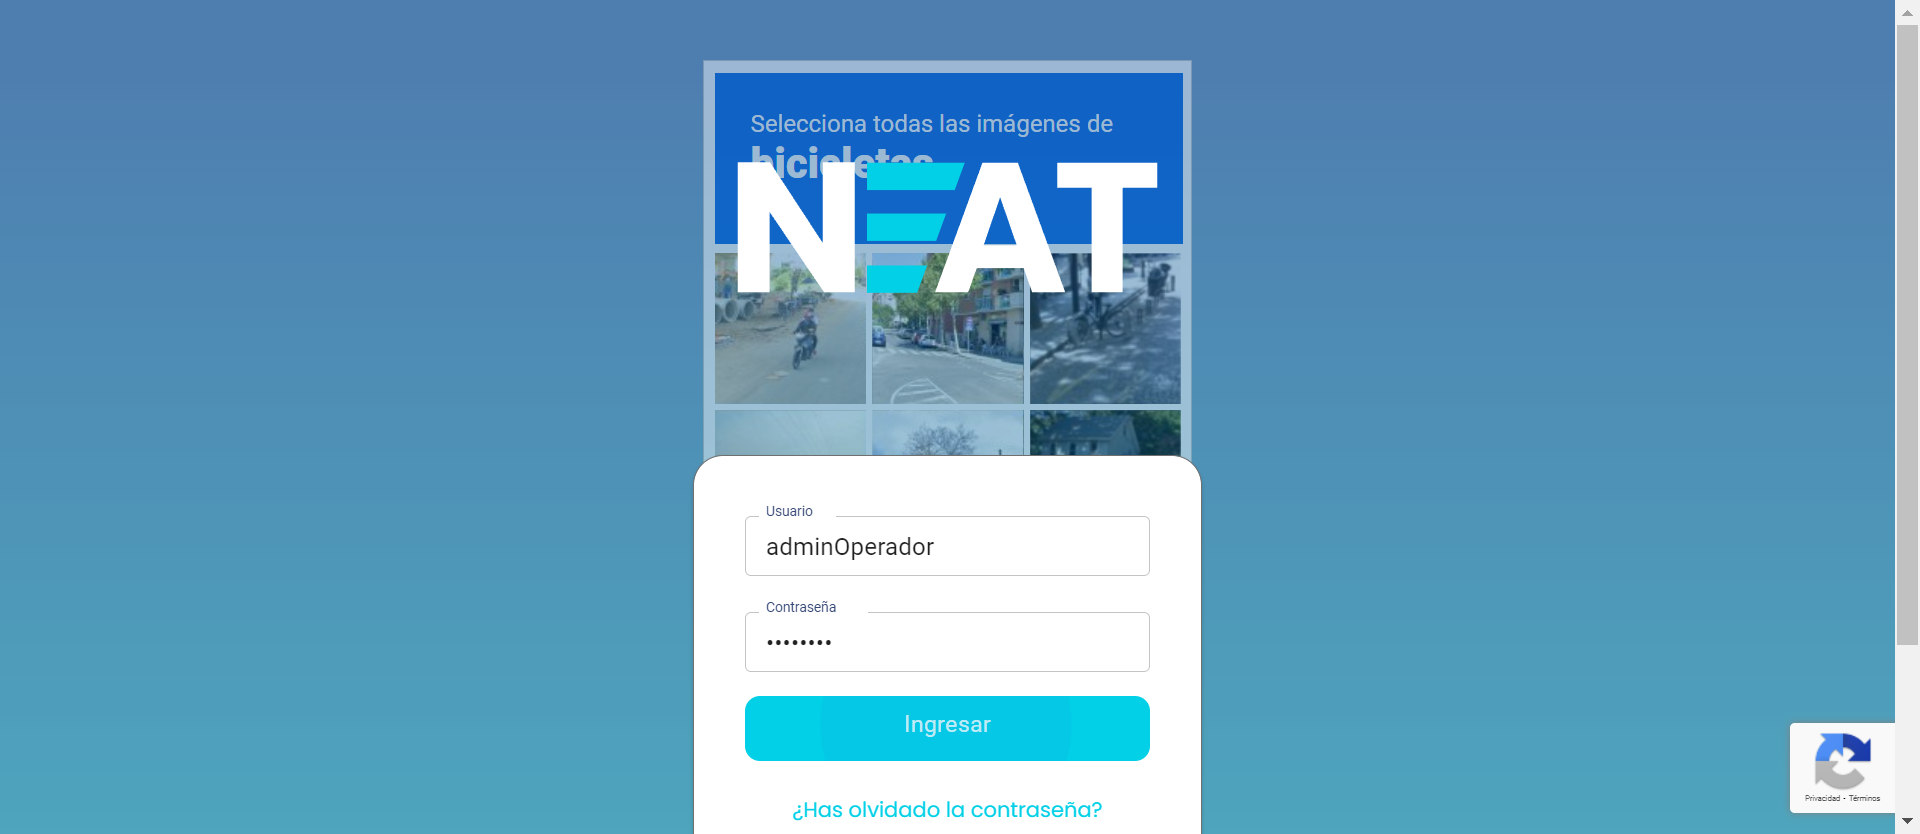 Selecciona todas las imágenes de
bicicletas
NEAT
Usuario
adminOperador
Contraseña
••••••••
Ingresar
¿Has olvidado la contraseña?
Privacidad - Términos